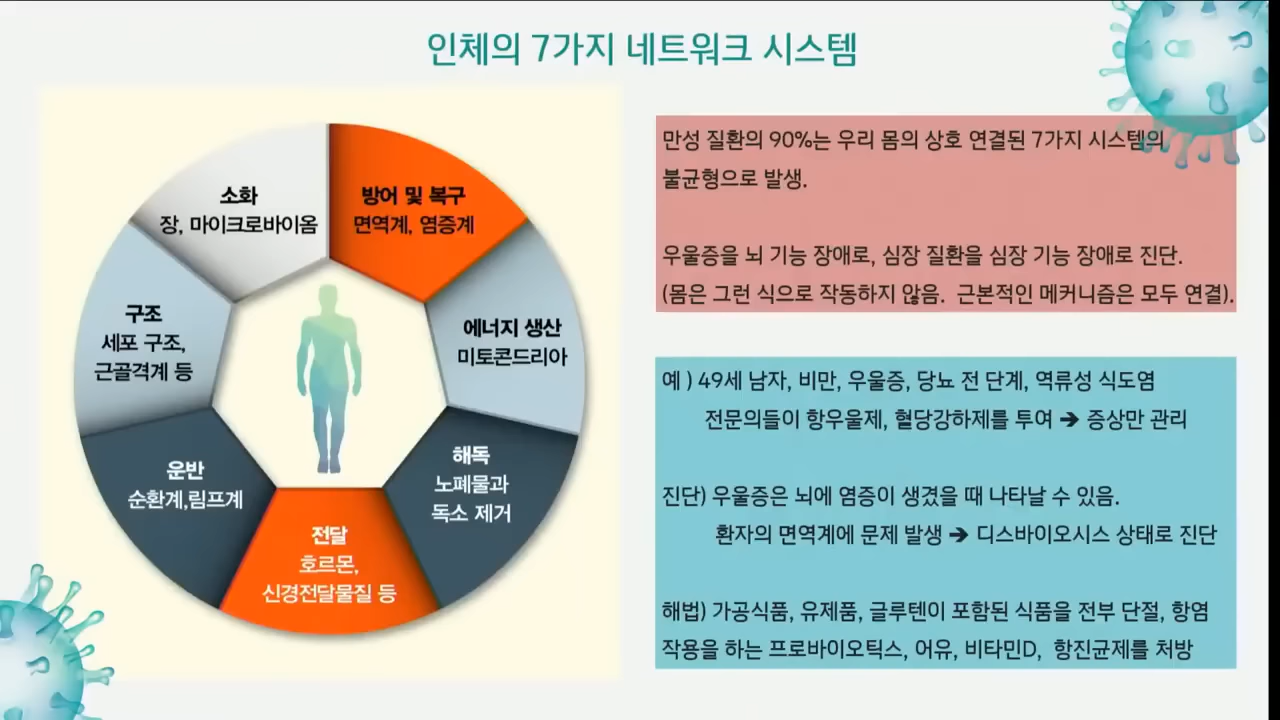 인체의 7가지 네트워크 시스템
소화
장, 마이크로바이옴
방어 및 복구
면역계, 염증계
구조
세포 구조,
근골격계 등
에너지 생산
미토콘드리아
운반
순환계,림프계
해독
노폐물과
독소 제거
전달
호르몬,
신경전달물질 등
만성 질환의 90%는 우리 몸의 상호 연결된 7가지 시스템의
불균형으로 발생.
우울증을 뇌 기능 장애로, 심장 질환을 심장 기능 장애로 진단.
(몸은 그런 식으로 작동하지 않음. 근본적인 메커니즘은 모두 연결).
예 ) 49세 남자, 비만, 우울증, 당뇨 전 단계, 역류성 식도염
전문의들이 항우울제, 혈당강하제를 투여 ➔ 증상만 관리
진단) 우울증은 뇌에 염증이 생겼을 때 나타날 수 있음.
환자의 면역계에 문제 발생 ➔ 디스바이오시스 상태로 진단
해법) 가공식품, 유제품, 글루텐이 포함된 식품을 전부 단절, 항염
작용을 하는 프로바이오틱스, 어유, 비타민D, 항진균제를 처방